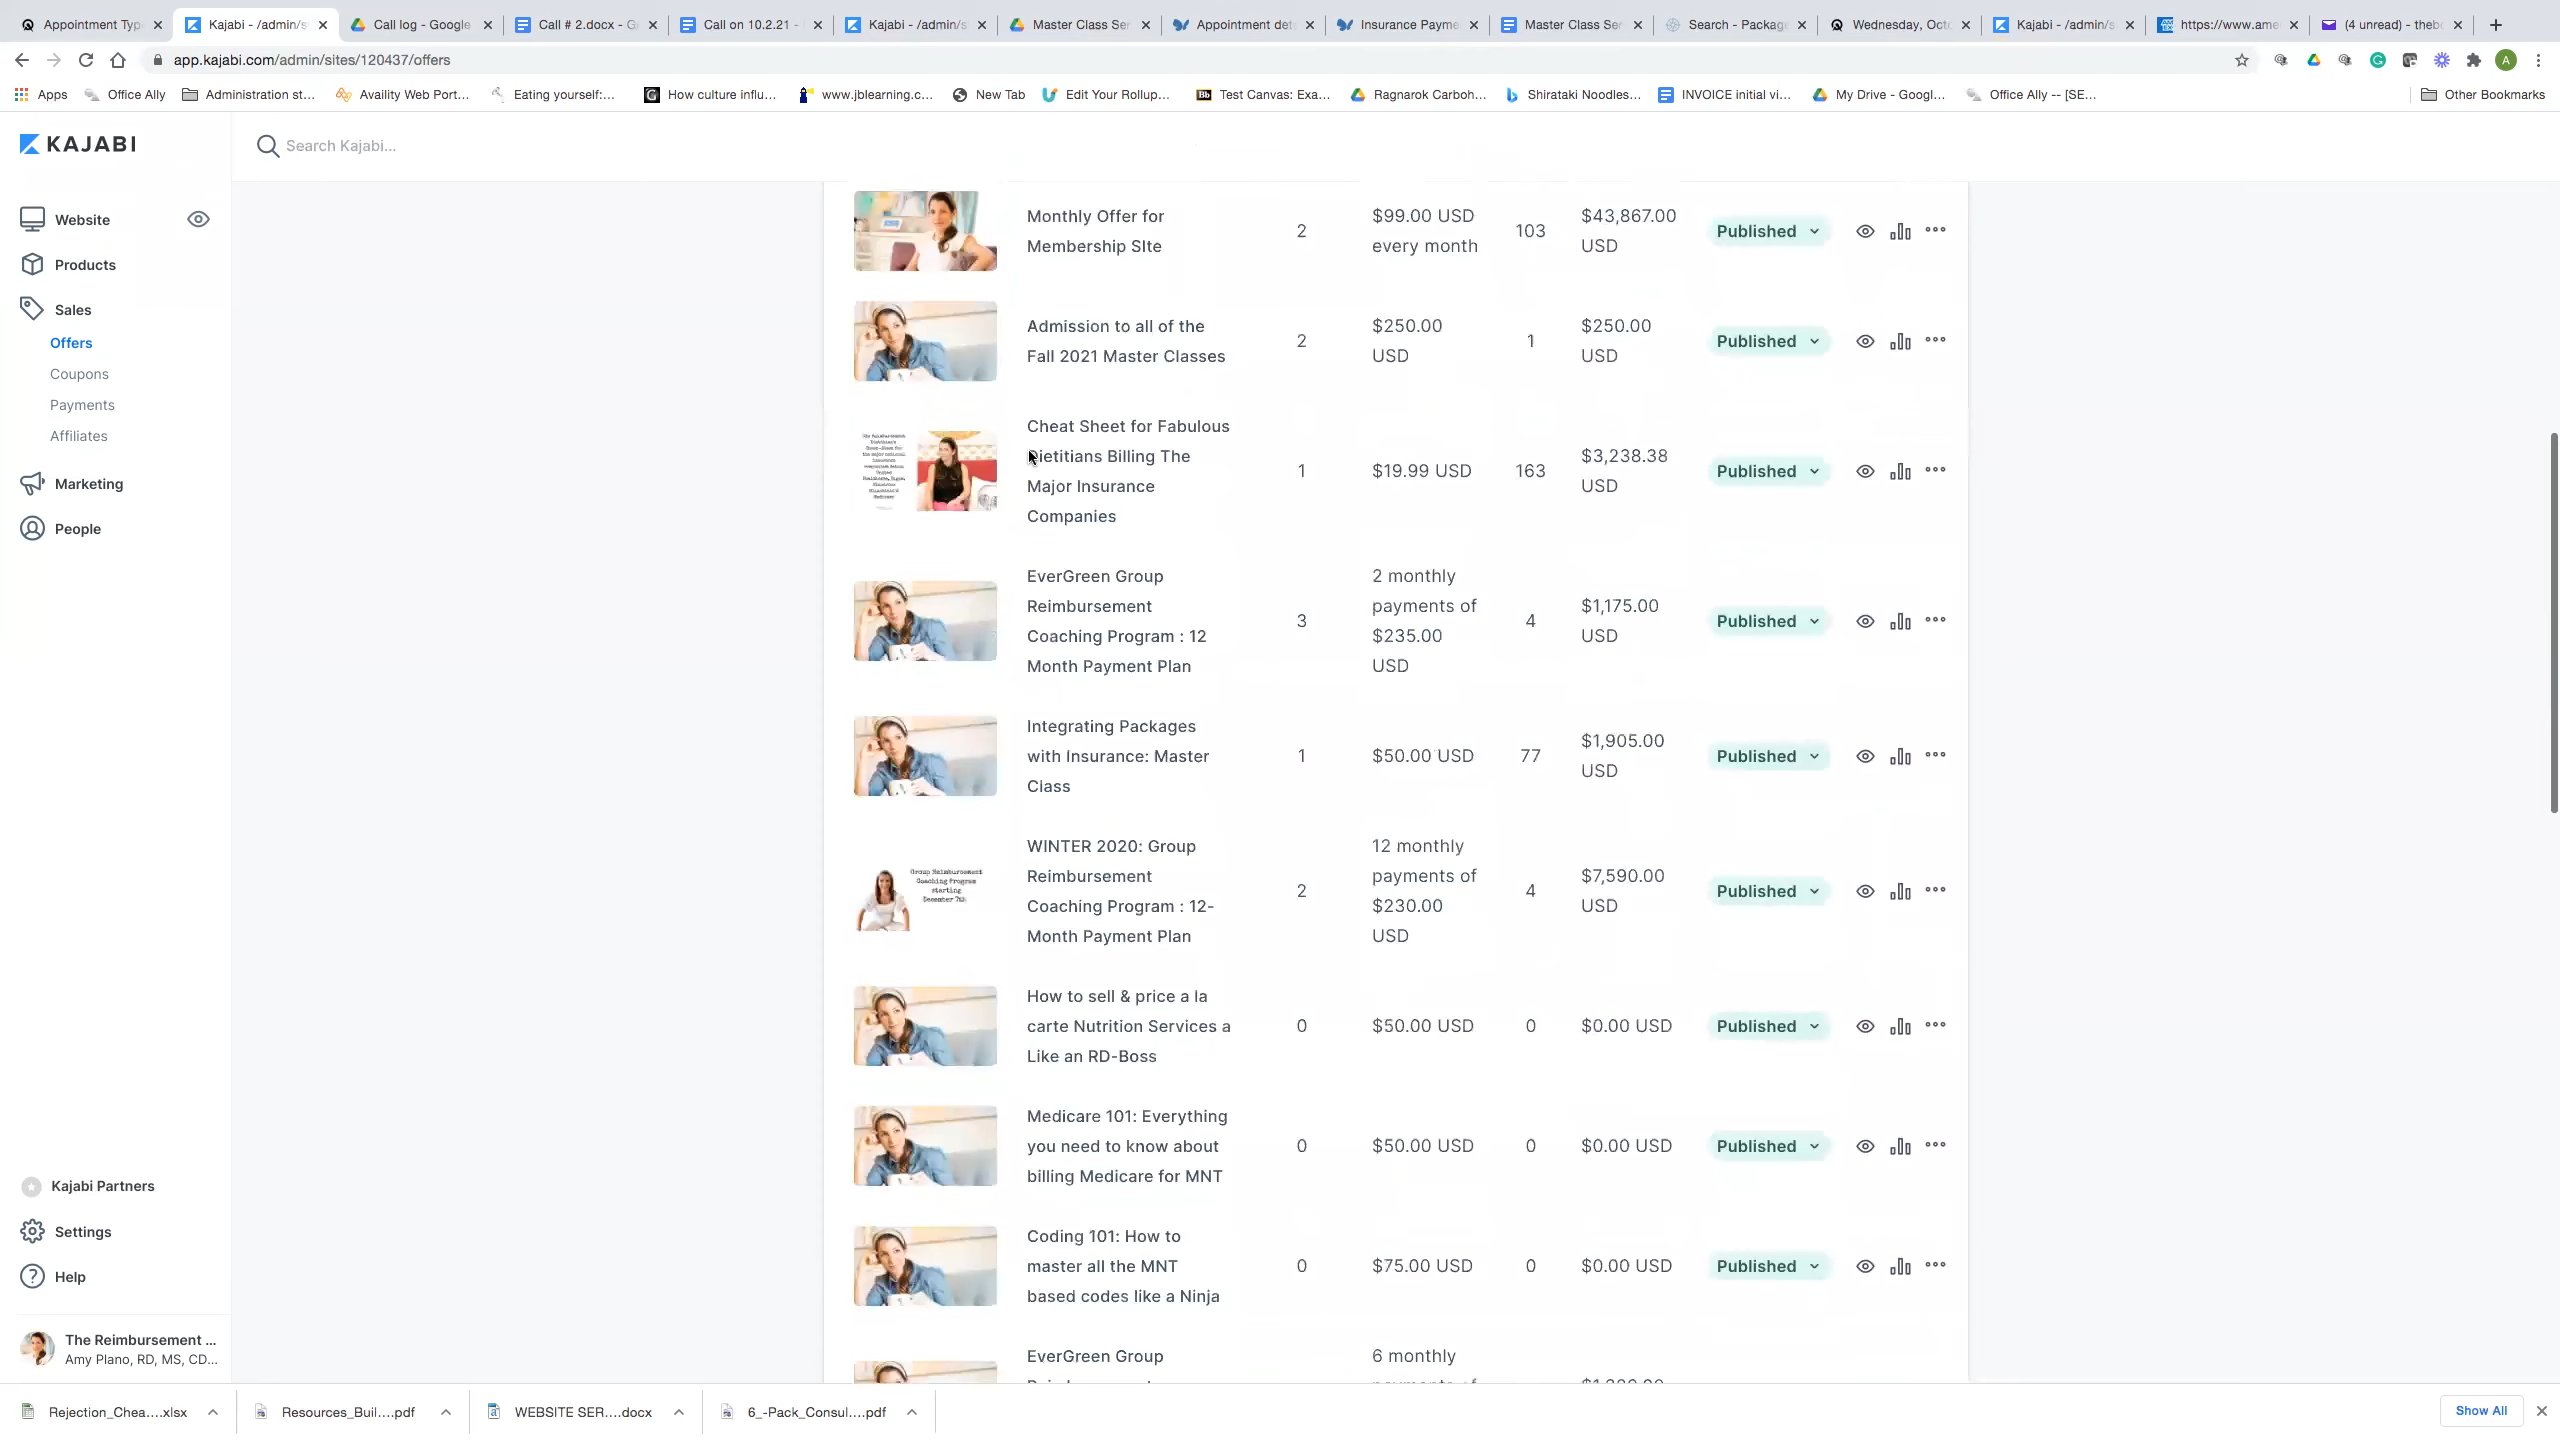 Appointment Typ
Kajabi - /admin/s
Call log - Google
Call # 2.docx - G
Call on 10.2.21 -
Kajabi - /admin/s
Master Class Se
Appointment det
Insurance Payme
Master Class Se
Search - Packag
Wednesday, Oct
Kajabi - /admin/s
https://www.ame
(4 unread) - theb
app.kajabi.com/admin/sites/120437/offers
A
Apps
Office Ally
Administration st...
Availity Web Port...
Eating yourself:...
How culture influ...
www.jblearning.c...
New Tab
Edit Your Rollup...
Test Canvas: Exa...
Ragnarok Carboh...
Shirataki Noodles...
INVOICE initial vi...
My Drive - Googl...
Office Ally -- [SE...
Other Bookmarks
KAJABI
Search Kajabi...
Website
Products
Sales
Offers
Coupons
Payments
Affiliates
Marketing
People
Kajabi Partners
Settings
Help
The Reimbursement ...
Amy Plano, RD, MS, CD...
Monthly Offer for
Membership SIte
2
$99.00 USD
every month
103
$43,867.00
USD
Published
Admission to all of the
Fall 2021 Master Classes
2
$250.00
USD
1
$250.00
USD
Published
Cheat Sheet for Fabulous
Dietitians Billing The
Major Insurance
Companies
1
$19.99 USD
163
$3,238.38
USD
Published
EverGreen Group
Reimbursement
Coaching Program : 12
Month Payment Plan
3
2 monthly
payments of
$235.00
USD
4
$1,175.00
USD
Published
Integrating Packages
with Insurance: Master
Class
1
$50.00 USD
77
$1,905.00
USD
Published
Group Reimbursement
Coaching Program
starting
December 7th
WINTER 2020: Group
Reimbursement
Coaching Program : 12-
Month Payment Plan
2
12 monthly
payments of
$230.00
USD
4
$7,590.00
USD
Published
How to sell & price a la
carte Nutrition Services a
Like an RD-Boss
0
$50.00 USD
0
$0.00 USD
Published
Medicare 101: Everything
you need to know about
billing Medicare for MNT
0
$50.00 USD
0
$0.00 USD
Published
Coding 101: How to
master all the MNT
based codes like a Ninja
0
$75.00 USD
0
$0.00 USD
Published
EverGreen Group
6 monthly
Rejection_Chea....xlsx
Resources_Buil....pdf
WEBSITE SER....docx
6_-Pack_Consul....pdf
Show All